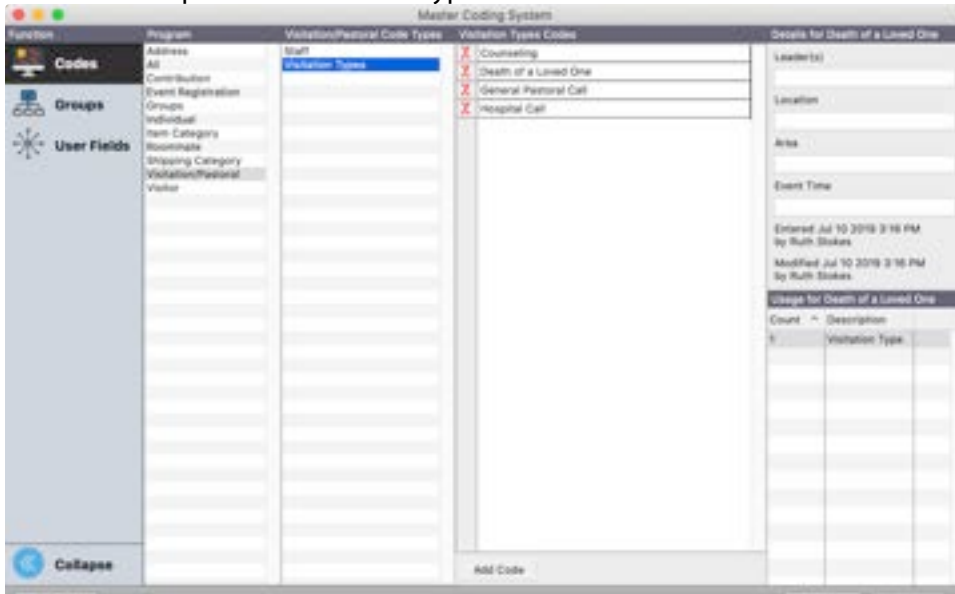 Master Coding System
Function
Codes
Groups
User Fields
Collapse
Program
Address
All
Contribution
Event Registration
Groups
Individual
Item Category
Roommate
Shipping Category
Visitation/Pastoral
Visitor
Visitation/Pastoral Code Types
Staff
Visitation Types
Visitation Types Codes
X Counseling
X Death of a Loved One
X General Pastoral Call
X Hospital Call
Add Code
Details for Death of a Loved One
Leader(s)
Location
Area
Event Time
Entered Jul 10 2019 3:16 PM
by Ruth Stokes
Modified Jul 10 2019 3:16 PM
by Ruth Stokes
Usage for Death of a Loved One
Count ^ Description
1 Visitation Type